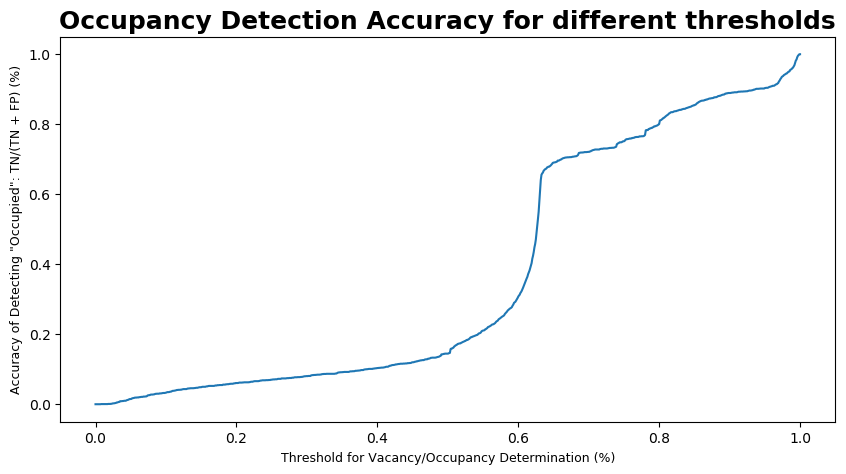 Occupancy Detection Accuracy for different thresholds
Accuracy of Detecting "Occupied": TN/(TN + FP) (%)
1.0
0.8
0.6
0.4
0.2
0.0
0.0 0.2 0.4 0.6 0.8 1.0
Threshold for Vacancy/Occupancy Determination (%)